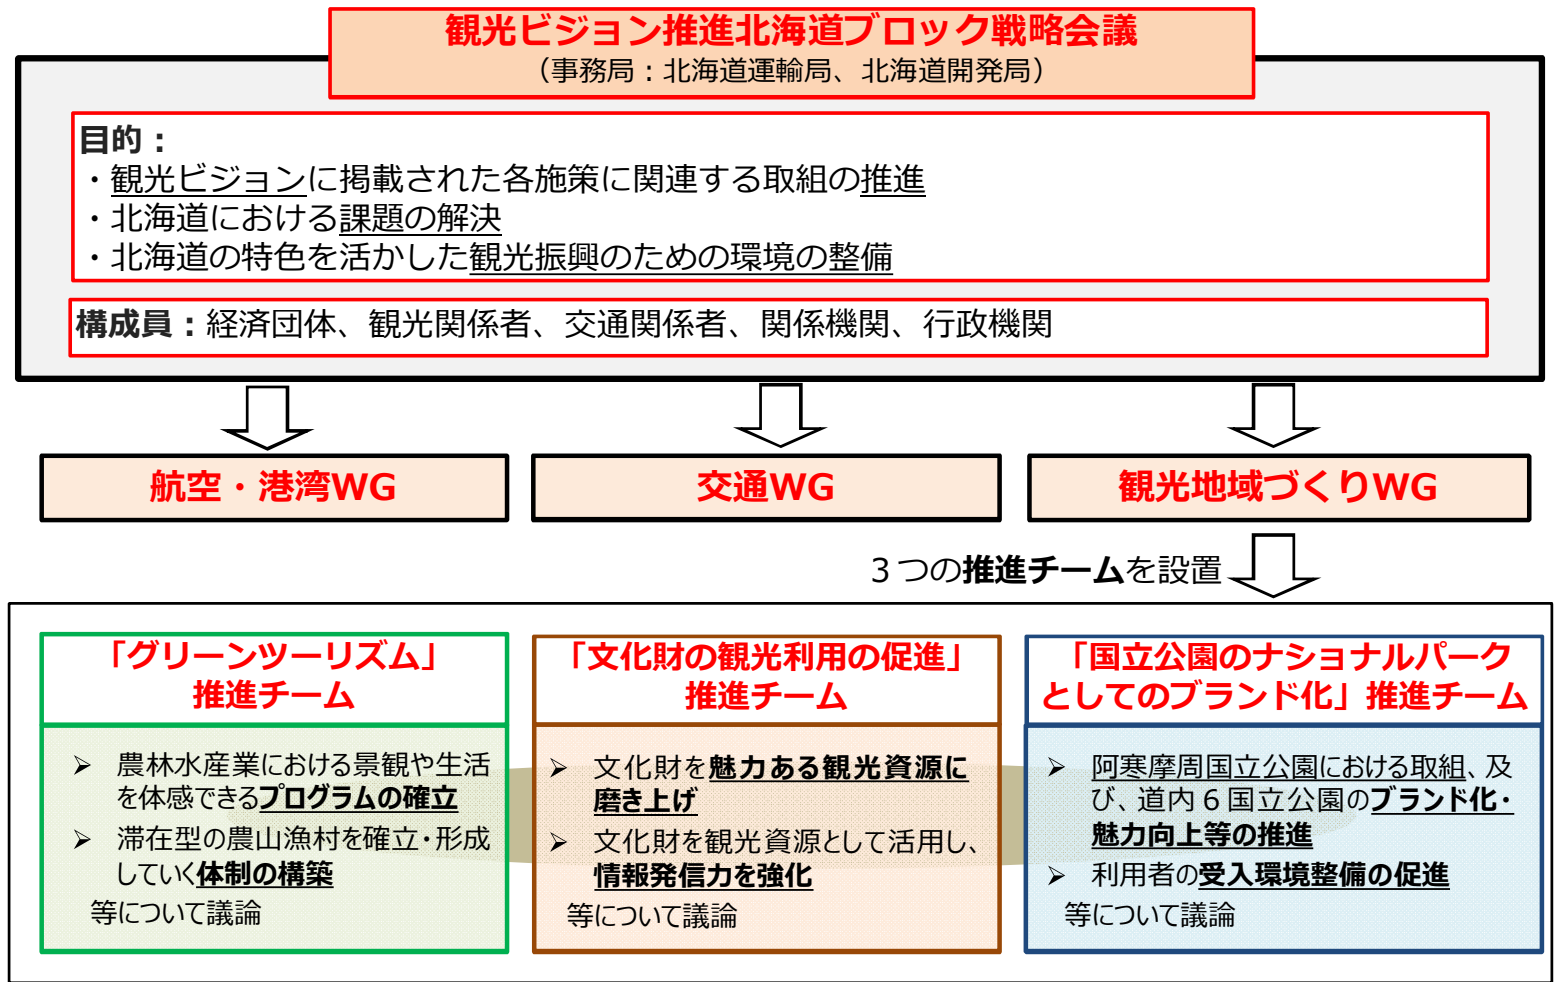 観光ビジョン推進北海道ブロック戦略会議
（事務局：北海道運輸局、北海道開発局）
目的：
・観光ビジョンに掲載された各施策に関連する取組の推進
・北海道における課題の解決
・北海道の特色を活かした観光振興のための環境の整備
構成員：経済団体、観光関係者、交通関係者、関係機関、行政機関
航空・港湾WG
交通WG
観光地域づくりWG
３つの推進チームを設置
「グリーンツーリズム」
推進チーム
➢ 農林水産業における景観や生活
を体感できるプログラムの確立
➢ 滞在型の農山漁村を確立・形成
していく体制の構築
等について議論
「文化財の観光利用の促進」
推進チーム
➢ 文化財を魅力ある観光資源に
磨き上げ
➢ 文化財を観光資源として活用し、
情報発信力を強化
等について議論
「国立公園のナショナルパーク
としてのブランド化」推進チーム
➢ 阿寒摩周国立公園における取組、及
び、道内６国立公園のブランド化・
魅力向上等の推進
➢ 利用者の受入環境整備の促進
等について議論